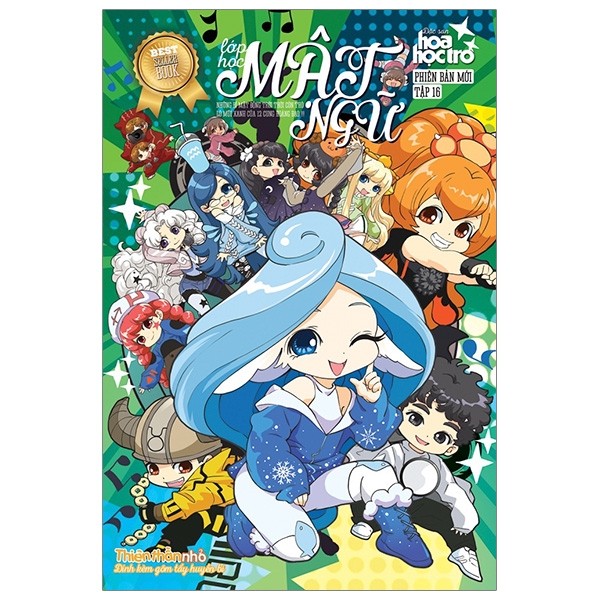 BEST
SELLER
BOOK
lớp
học
MẬT
NGỮ
Đặc san
hoa
học trò
PHIÊN BẢN MỚI
TẬP 16
Thiên thần nhỏ
Đính kèm gôm tẩy huyền bí